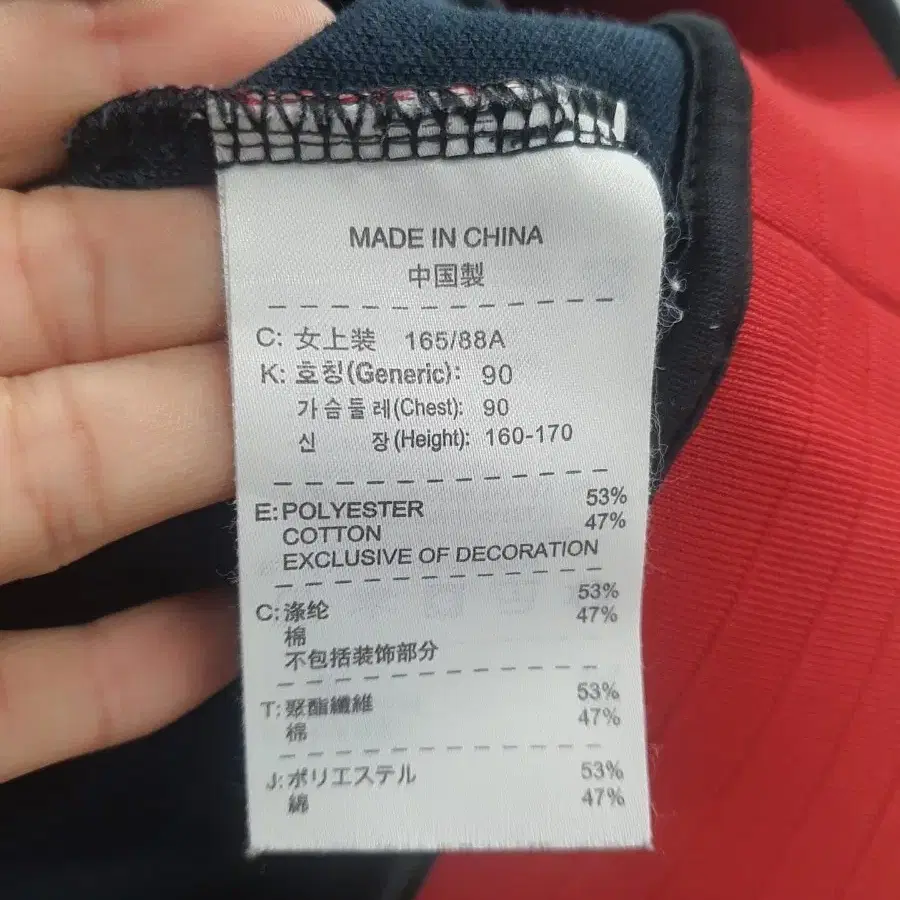 MADE IN CHINA
中国製
C: 女上装 165/88A
K: 호칭(Generic): 90
가슴둘레(Chest): 90
신 장(Height): 160-170
E: POLYESTER 53%
COTTON 47%
EXCLUSIVE OF DECORATION
C: 涤纶 53%
棉 47%
不包括装饰部分
T: 聚酯纖維 53%
棉 47%
J: ポリエステル 53%
綿 47%